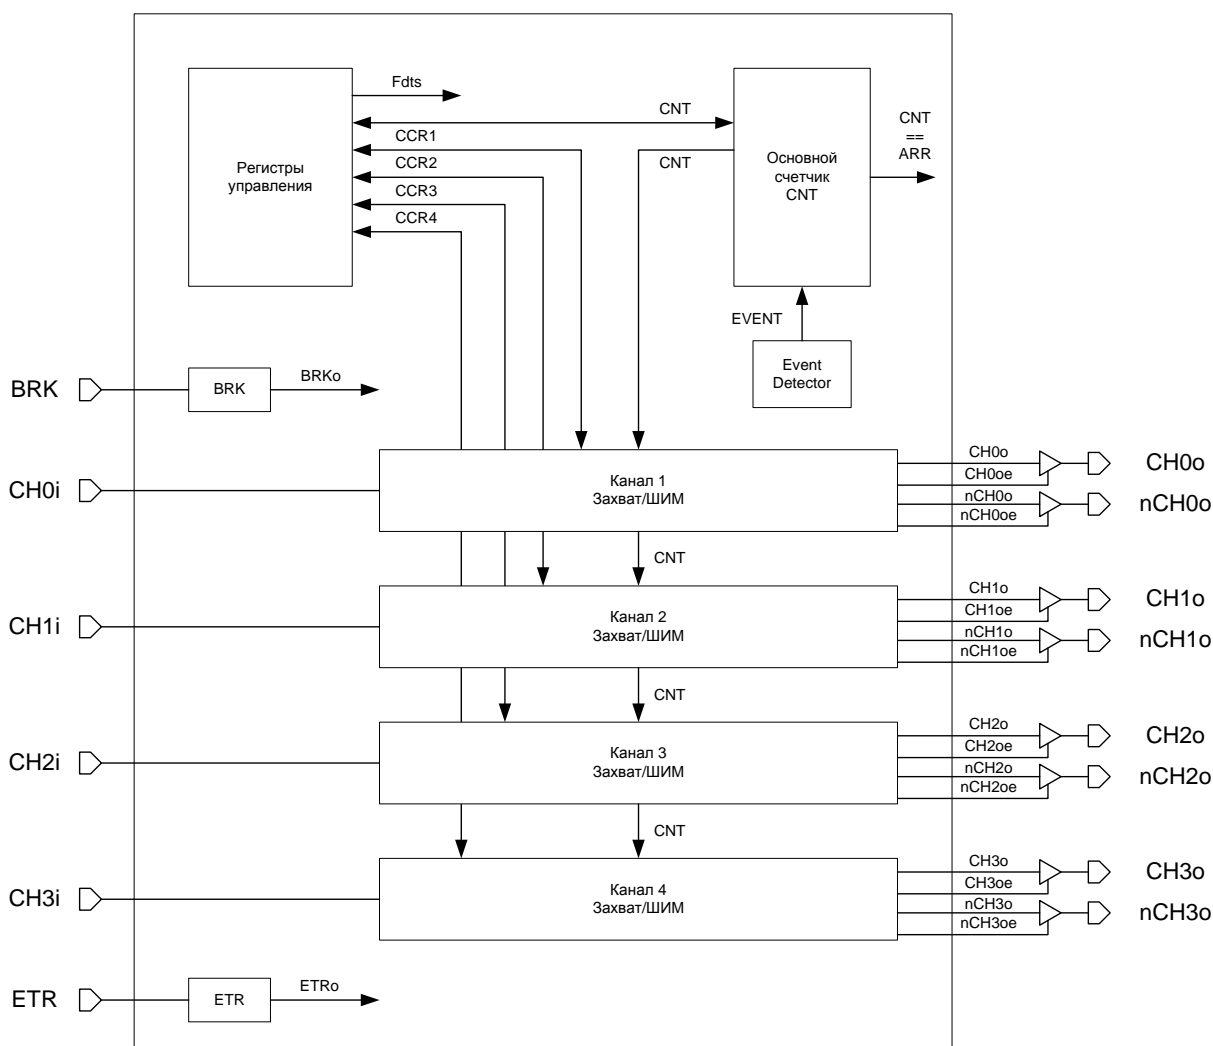 Fdts
CNT
CNT
==
ARR
CCR1
CNT
Регистры
управления
CCR2
Основной
счетчик
CNT
CCR3
CCR4
EVENT
Event
Detector
BRK
BRK
BRKo
CH0i
Канал 1
Захват/ШИМ
CH0o
CH0oe
nCH0o
nCH0oe
CH0o
nCH0o
CNT
CH1i
Канал 2
Захват/ШИМ
CH1o
CH1oe
nCH1o
nCH1oe
CH1o
nCH1o
CNT
CH2i
Канал 3
Захват/ШИМ
CH2o
CH2oe
nCH2o
nCH2oe
CH2o
nCH2o
CNT
CH3i
Канал 4
Захват/ШИМ
CH3o
CH3oe
nCH3o
nCH3oe
CH3o
nCH3o
ETR
ETR
ETRo